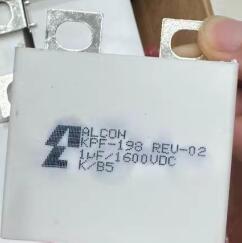 ALCON
KPF-198 REV-02
1µF/1600VDC
K/B5